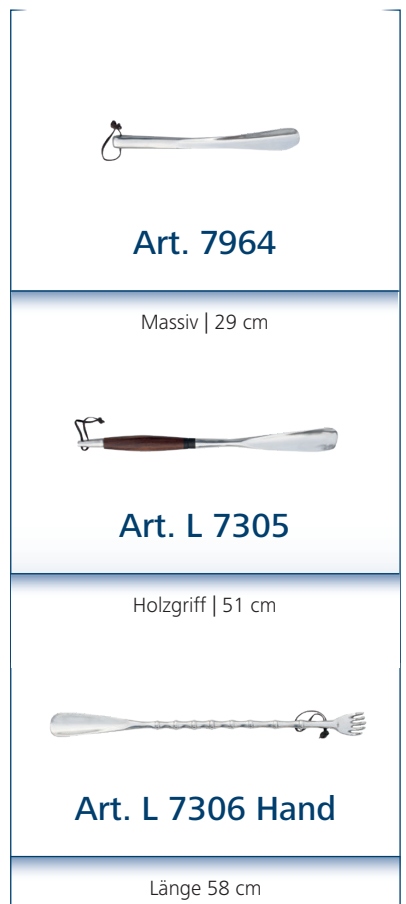 Art. 7964
Massiv | 29 cm
Art. L 7305
Holzgriff | 51 cm
Art. L 7306 Hand
Länge 58 cm